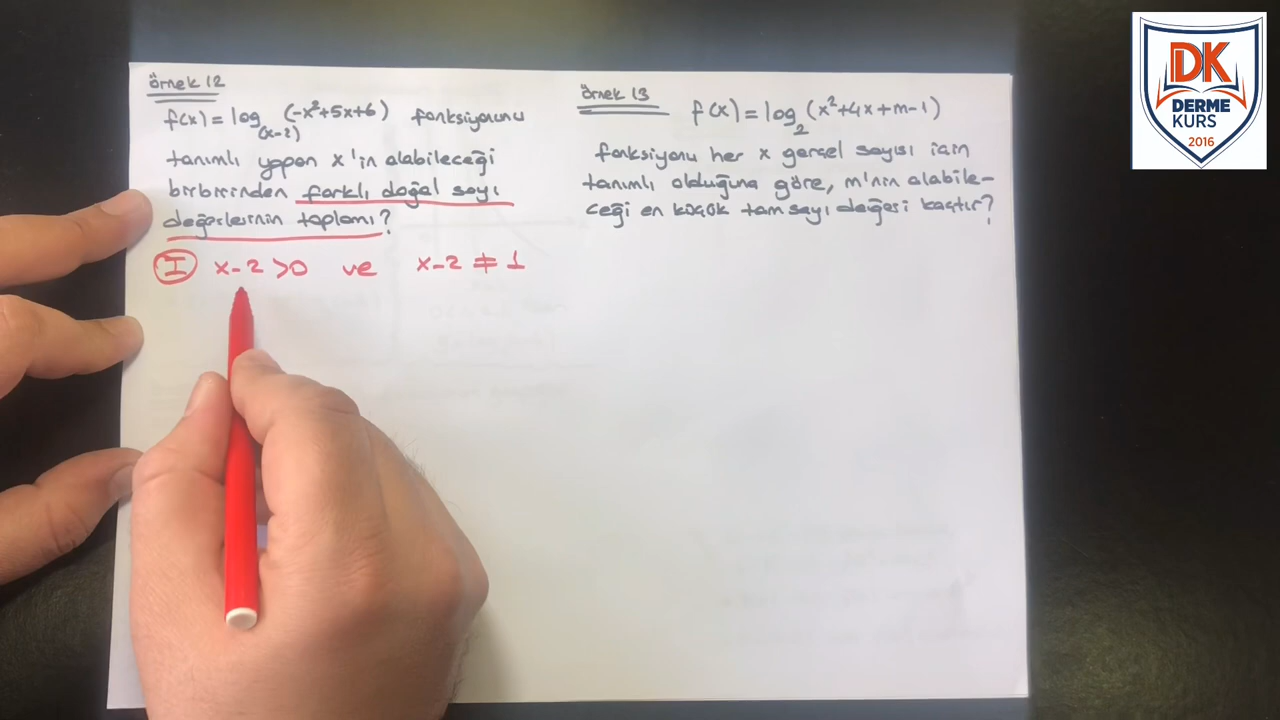 örnek 12
f(x) = log(x-2) (-x²+5x+6) fonksiyonunu
tanımlı yapan x'in alabileceği
birbirinden farklı doğal sayı
değerlerinin toplamı?
I x-2 >0 ve x-2 ≠ 1
örnek 13
f(x) = log₂ (x²+4x+m-1)
fonksiyonu her x gerçel sayısı için
tanımlı olduğuna göre, m'nin alabile-
ceği en küçük tam sayı değeri kaçtır?
DK
DERME
KURS
2016